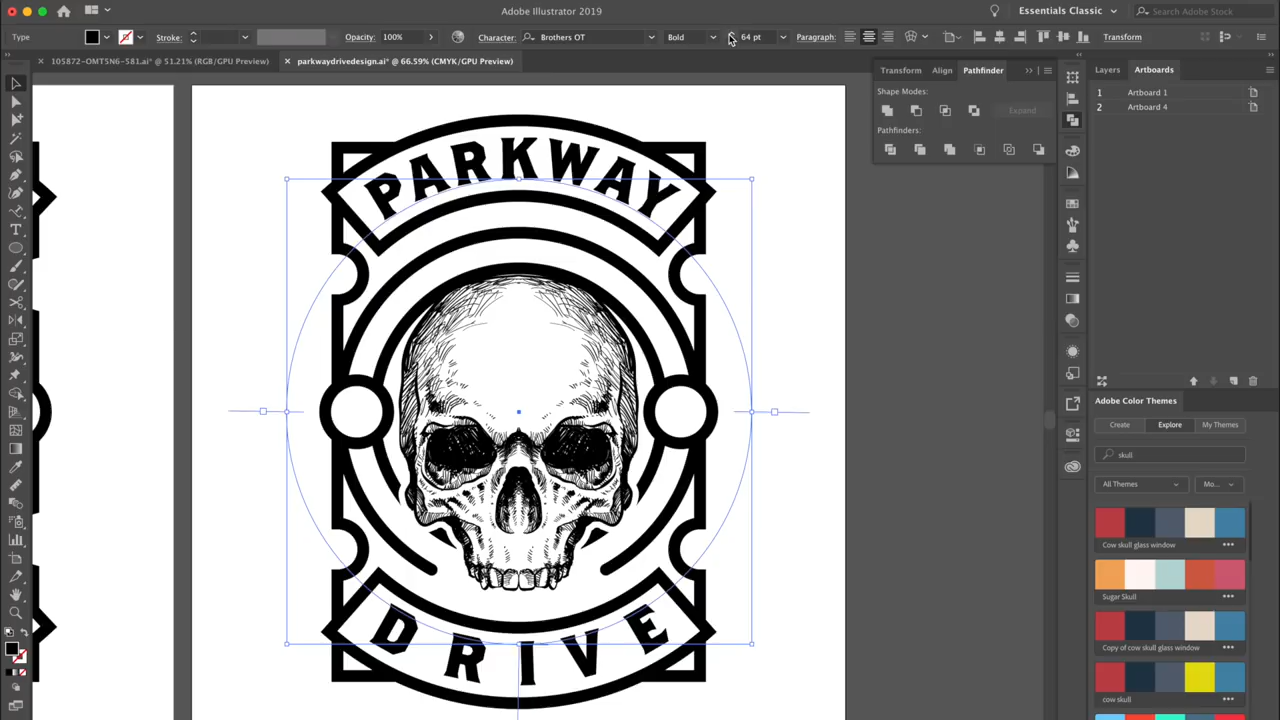 Adobe Illustrator 2019
Essentials Classic
Search Adobe Stock
Type
Stroke:
Opacity:
100%
Character:
Brothers OT
Bold
64 pt
Paragraph:
Transform
105872-OMT5N6-581.ai* @ 51.21% (RGB/GPU Preview)
parkwaydrivedesign.ai* @ 66.59% (CMYK/GPU Preview)
Transform
Align
Pathfinder
Layers
Artboards
Shape Modes:
Expand
Pathfinders:
1 Artboard 1
2 Artboard 4
PARKWAY
DRIVE
Adobe Color Themes
Create
Explore
My Themes
skull
All Themes
Mo...
Cow skull glass window
Sugar Skull
Copy of cow skull glass window
cow skull